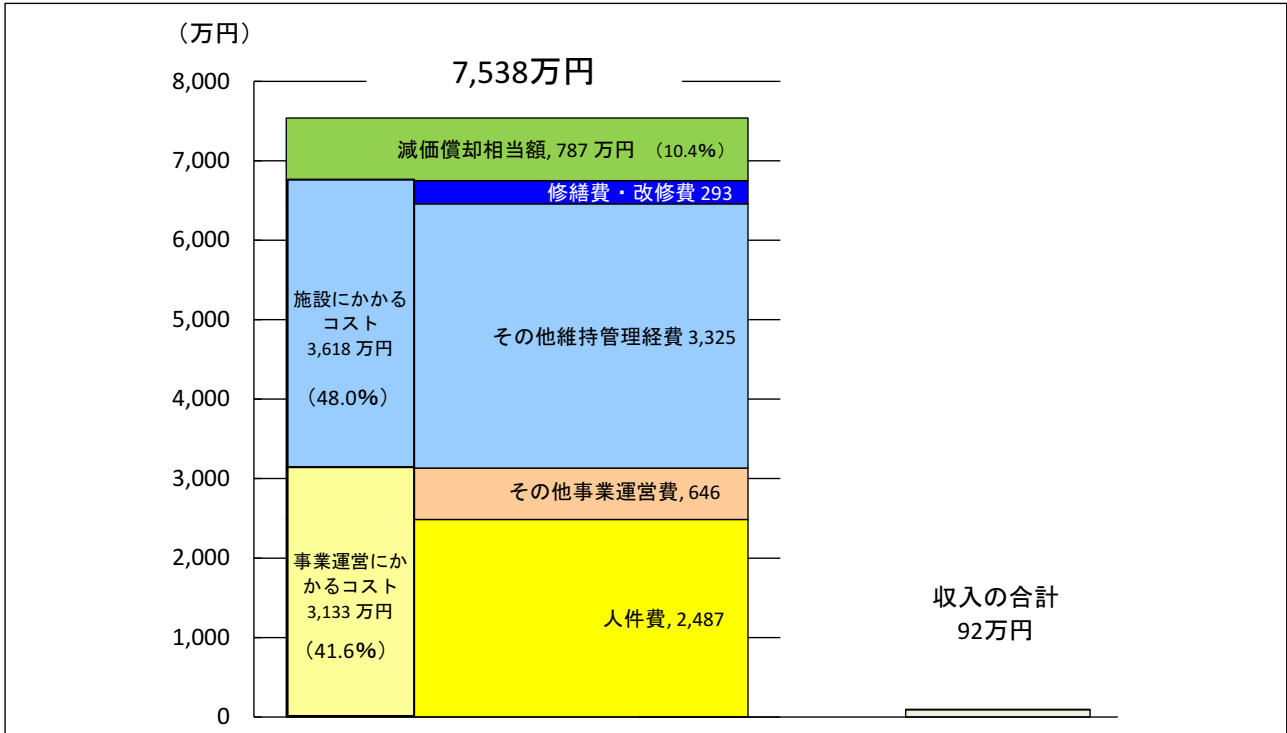 （万円）
7,538万円
8,000
7,000
6,000
5,000
4,000
3,000
2,000
1,000
0
減価償却相当額, 787 万円 （10.4%）
修繕費・改修費 293
施設にかかる
コスト
3,618 万円
（48.0%）
その他維持管理経費 3,325
その他事業運営費, 646
事業運営にか
かるコスト
3,133 万円
（41.6%）
人件費, 2,487
収入の合計
92万円